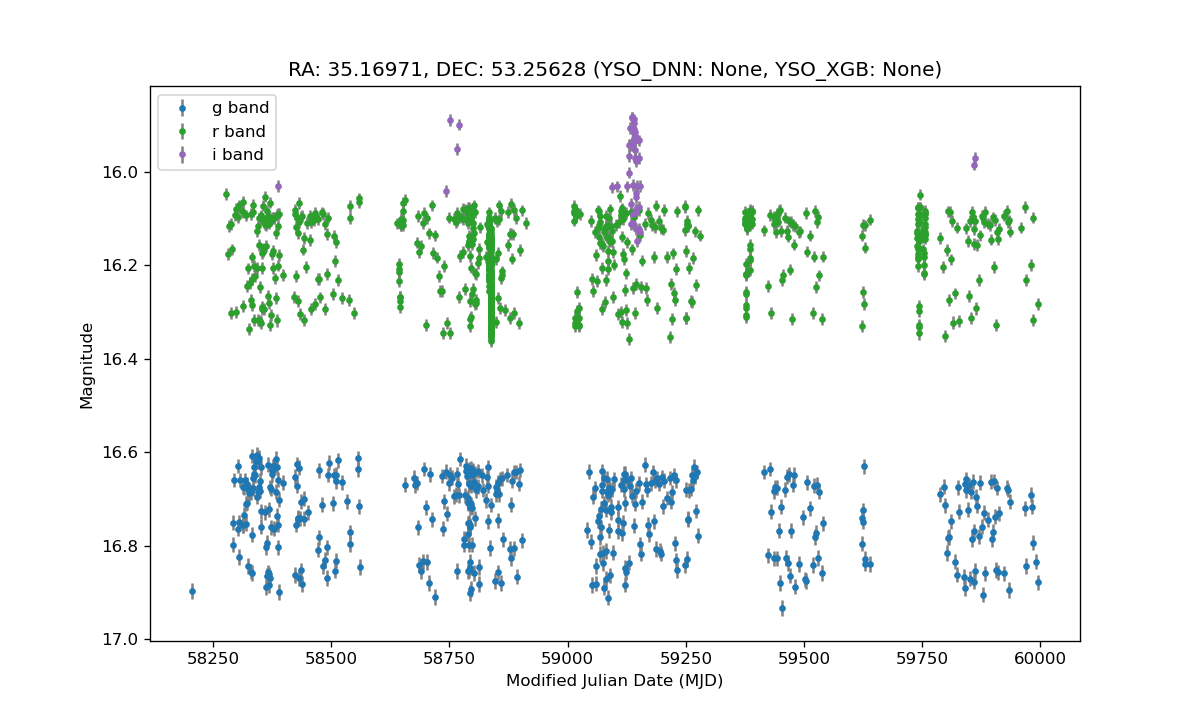 RA: 35.16971, DEC: 53.25628 (YSO_DNN: None, YSO_XGB: None)
g band
r band
i band
16.0
16.2
16.4
16.6
16.8
17.0
Magnitude
58250 58500 58750 59000 59250 59500 59750 60000
Modified Julian Date (MJD)